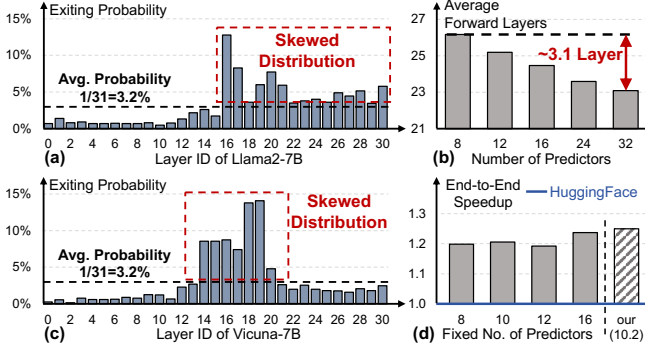 Exiting Probability
15%
10%
5%
0%
Skewed
Distribution
Avg. Probability
1/31=3.2%
0 2 4 6 8 10 12 14 16 18 20 22 24 26 28 30
(a) Layer ID of Llama2-7B
Average
Forward Layers
27
25
23
21
~3.1 Layer
8 12 16 24 32
(b) Number of Predictors
Exiting Probability
15%
10%
5%
0%
Skewed
Distribution
Avg. Probability
1/31=3.2%
0 2 4 6 8 10 12 14 16 18 20 22 24 26 28 30
(c) Layer ID of Vicuna-7B
End-to-End
Speedup
HuggingFace
1.3
1.2
1.1
1.0
8 10 12 16 our
(d) Fixed No. of Predictors (10.2)